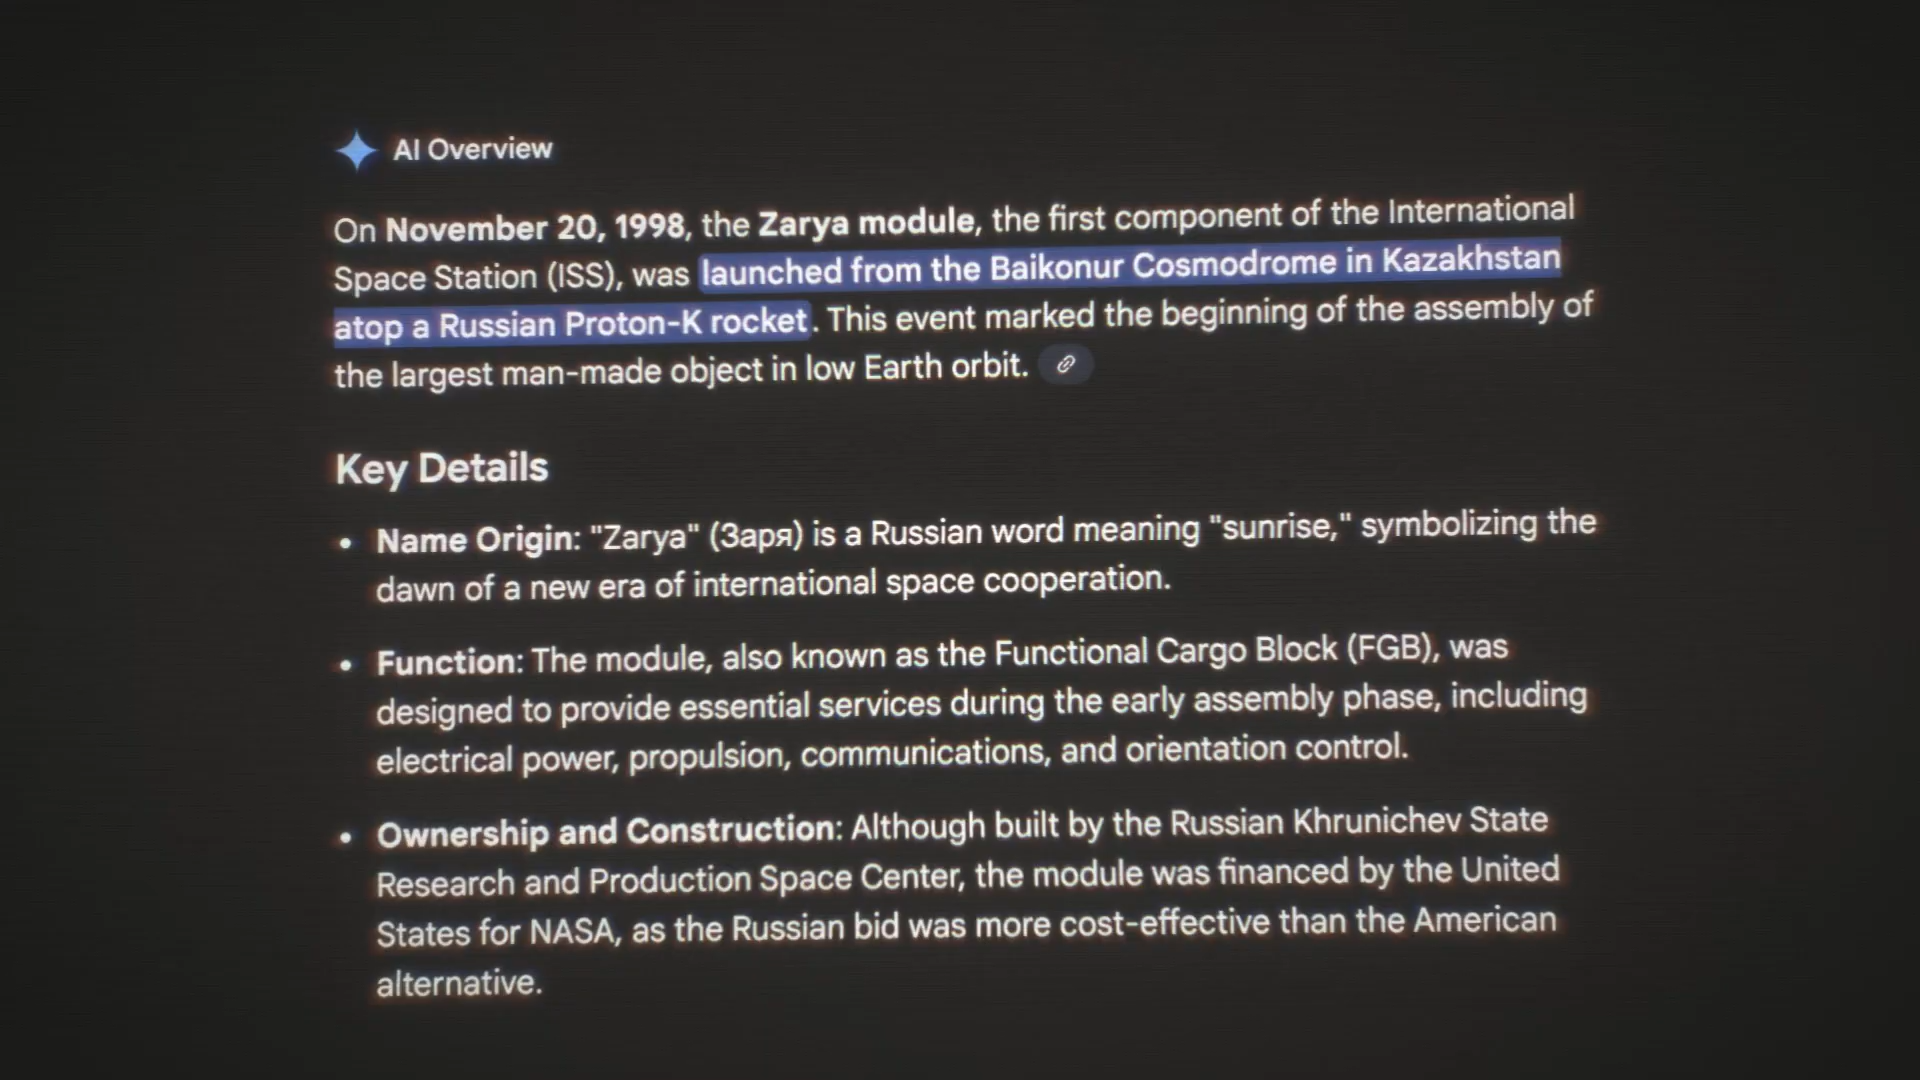 AI Overview
On November 20, 1998, the Zarya module, the first component of the International
Space Station (ISS), was launched from the Baikonur Cosmodrome in Kazakhstan
atop a Russian Proton-K rocket. This event marked the beginning of the assembly of
the largest man-made object in low Earth orbit.
Key Details
• Name Origin: "Zarya" (Заря) is a Russian word meaning "sunrise," symbolizing the
dawn of a new era of international space cooperation.
• Function: The module, also known as the Functional Cargo Block (FGB), was
designed to provide essential services during the early assembly phase, including
electrical power, propulsion, communications, and orientation control.
• Ownership and Construction: Although built by the Russian Khrunichev State
Research and Production Space Center, the module was financed by the United
States for NASA, as the Russian bid was more cost-effective than the American
alternative.